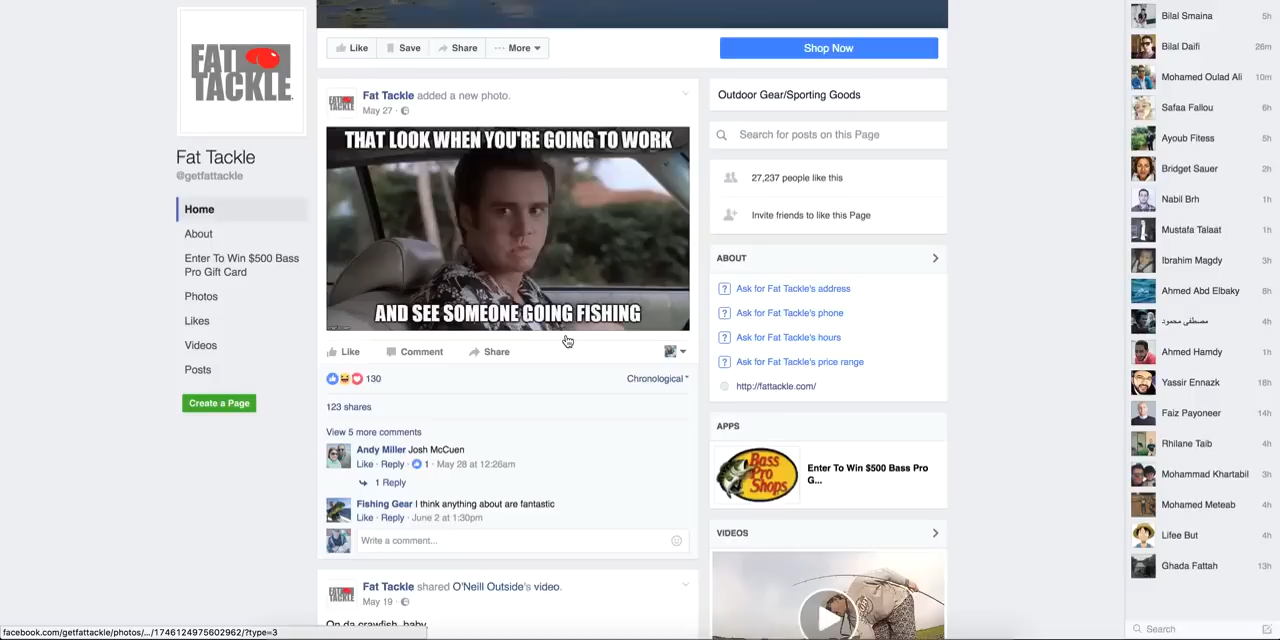 FAT
TACKLE
Fat Tackle
@getfattackle
Home
About
Enter To Win $500 Bass
Pro Gift Card
Photos
Likes
Videos
Posts
Create a Page
Like
Save
Share
More
Shop Now
FAT
TACKLE
Fat Tackle added a new photo.
May 27 ·
THAT LOOK WHEN YOU'RE GOING TO WORK
AND SEE SOMEONE GOING FISHING
Like
Comment
Share
130
Chronological
123 shares
View 5 more comments
Andy Miller Josh McCuen
Like · Reply · 1 · May 28 at 12:26am
1 Reply
Fishing Gear I think anything about are fantastic
Like · Reply · June 2 at 1:30pm
Write a comment...
FAT
TACKLE
Fat Tackle shared O'Neill Outside's video.
May 19 ·
On da crawfish, baby
Outdoor Gear/Sporting Goods
Search for posts on this Page
27,237 people like this
Invite friends to like this Page
ABOUT
? Ask for Fat Tackle's address
? Ask for Fat Tackle's phone
? Ask for Fat Tackle's hours
? Ask for Fat Tackle's price range
http://fattackle.com/
APPS
Bass
Pro Shops
Enter To Win $500 Bass Pro
G...
VIDEOS
Bilal Smaina 5h
Bilal Daifi 26m
Mohamed Oulad Ali 10m
Safaa Fallou 6h
Ayoub Fitess 5h
Bridget Sauer 2h
Nabil Brh 1h
Mustafa Talaat 1h
Ibrahim Magdy 3h
Ahmed Abd Elbaky 8h
مصطفى محمود 4h
Ahmed Hamdy 1h
Yassir Ennazk 18h
Faiz Payoneer 14h
Rhilane Taib 4h
Mohammad Khartabil 3h
Mohamed Meteab 4h
Lifee But 4h
Ghada Fattah 13h
Search
facebook.com/getfattackle/photos/.../1746124975602962/?type=3